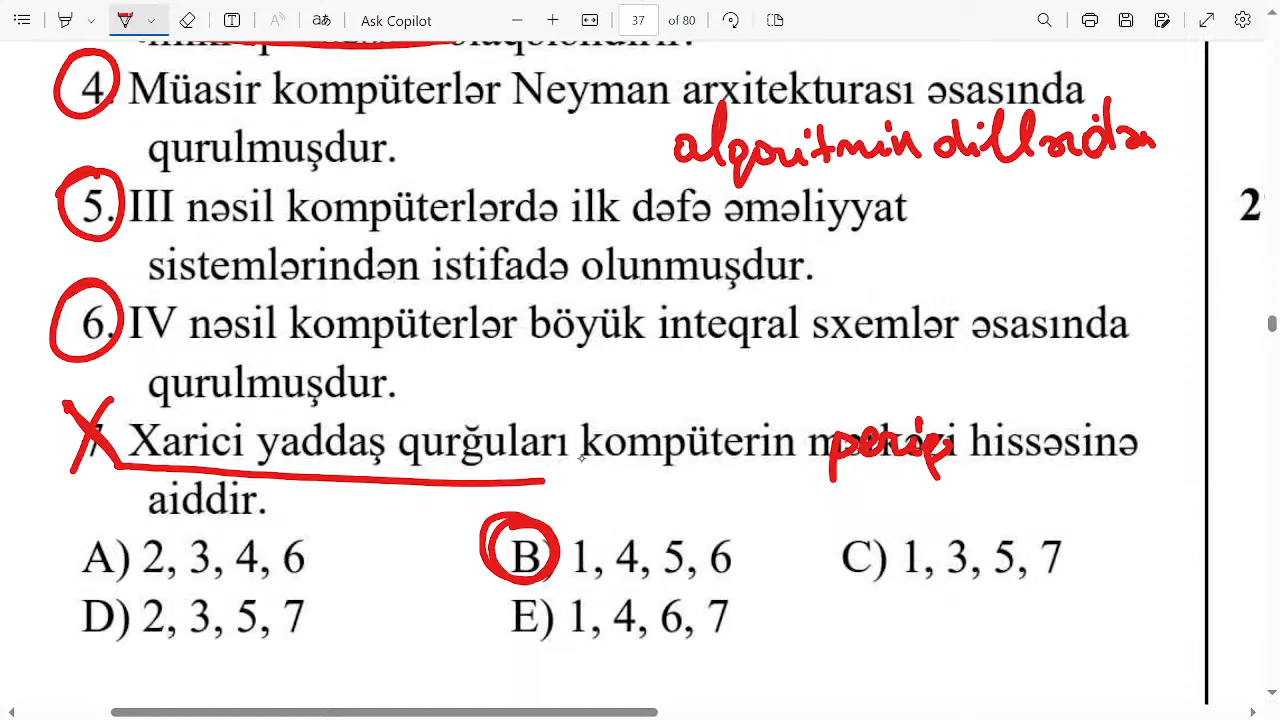 Ask Copilot
37 of 80
4. Müasir kompüterlər Neyman arxitekturası əsasında
alqoritmin dillərdən
qurulmuşdur.
5. III nəsil kompüterlərdə ilk dəfə əməliyyat
2
sistemlərindən istifadə olunmuşdur.
6. IV nəsil kompüterlər böyük inteqral sxemlər əsasında
qurulmuşdur.
7 Xarici yaddaş qurğuları kompüterin hissəsinə
aiddir.
A) 2, 3, 4, 6 B) 1, 4, 5, 6 C) 1, 3, 5, 7
D) 2, 3, 5, 7 E) 1, 4, 6, 7